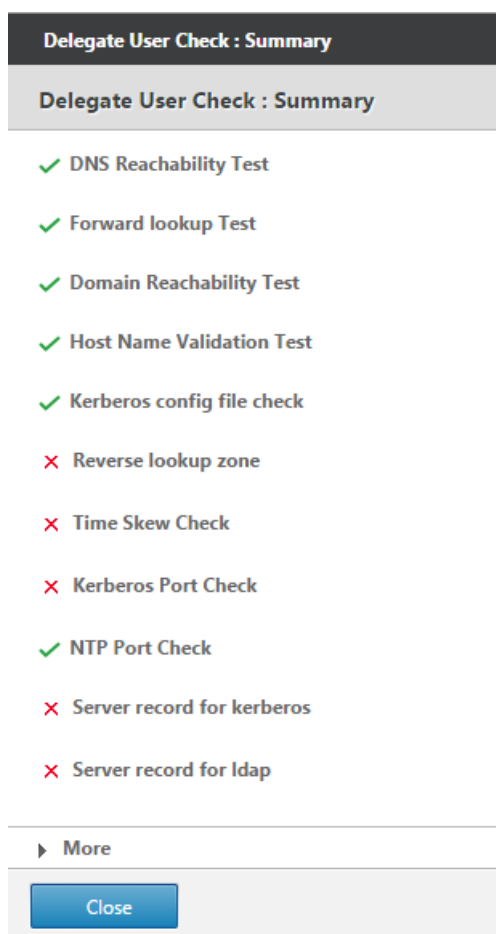 Delegate User Check : Summary
Delegate User Check : Summary
DNS Reachability Test
Forward lookup Test
Domain Reachability Test
Host Name Validation Test
Kerberos config file check
Reverse lookup zone
Time Skew Check
Kerberos Port Check
NTP Port Check
Server record for kerberos
Server record for ldap
More
Close